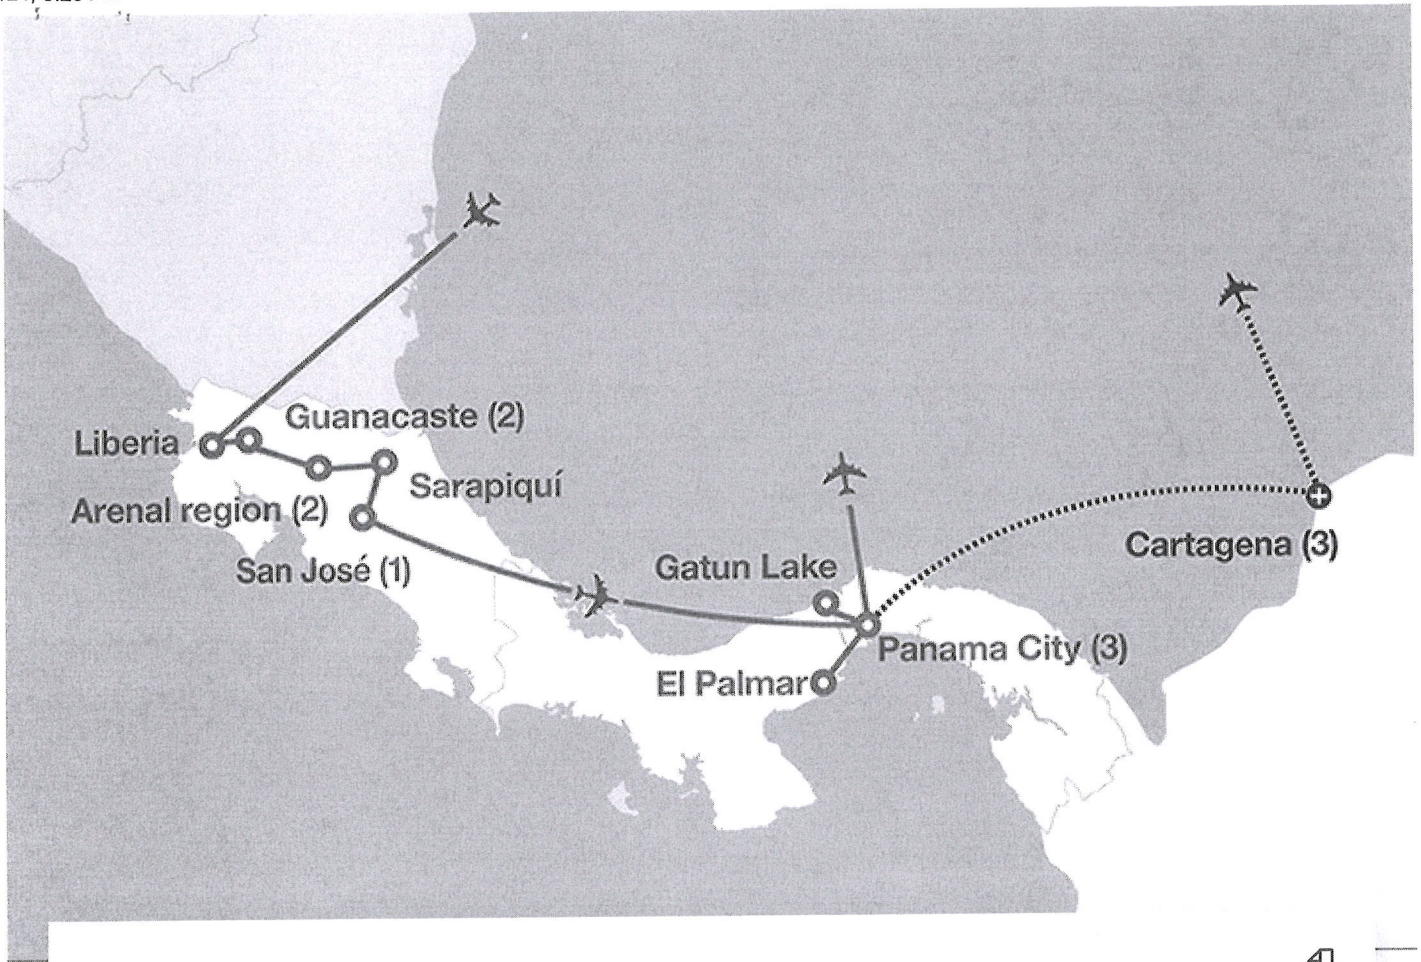 Guanacaste (2)
Liberia
Sarapiquí
Arenal region (2)
San José (1)
Gatun Lake
Cartagena (3)
Panama City (3)
El Palmar